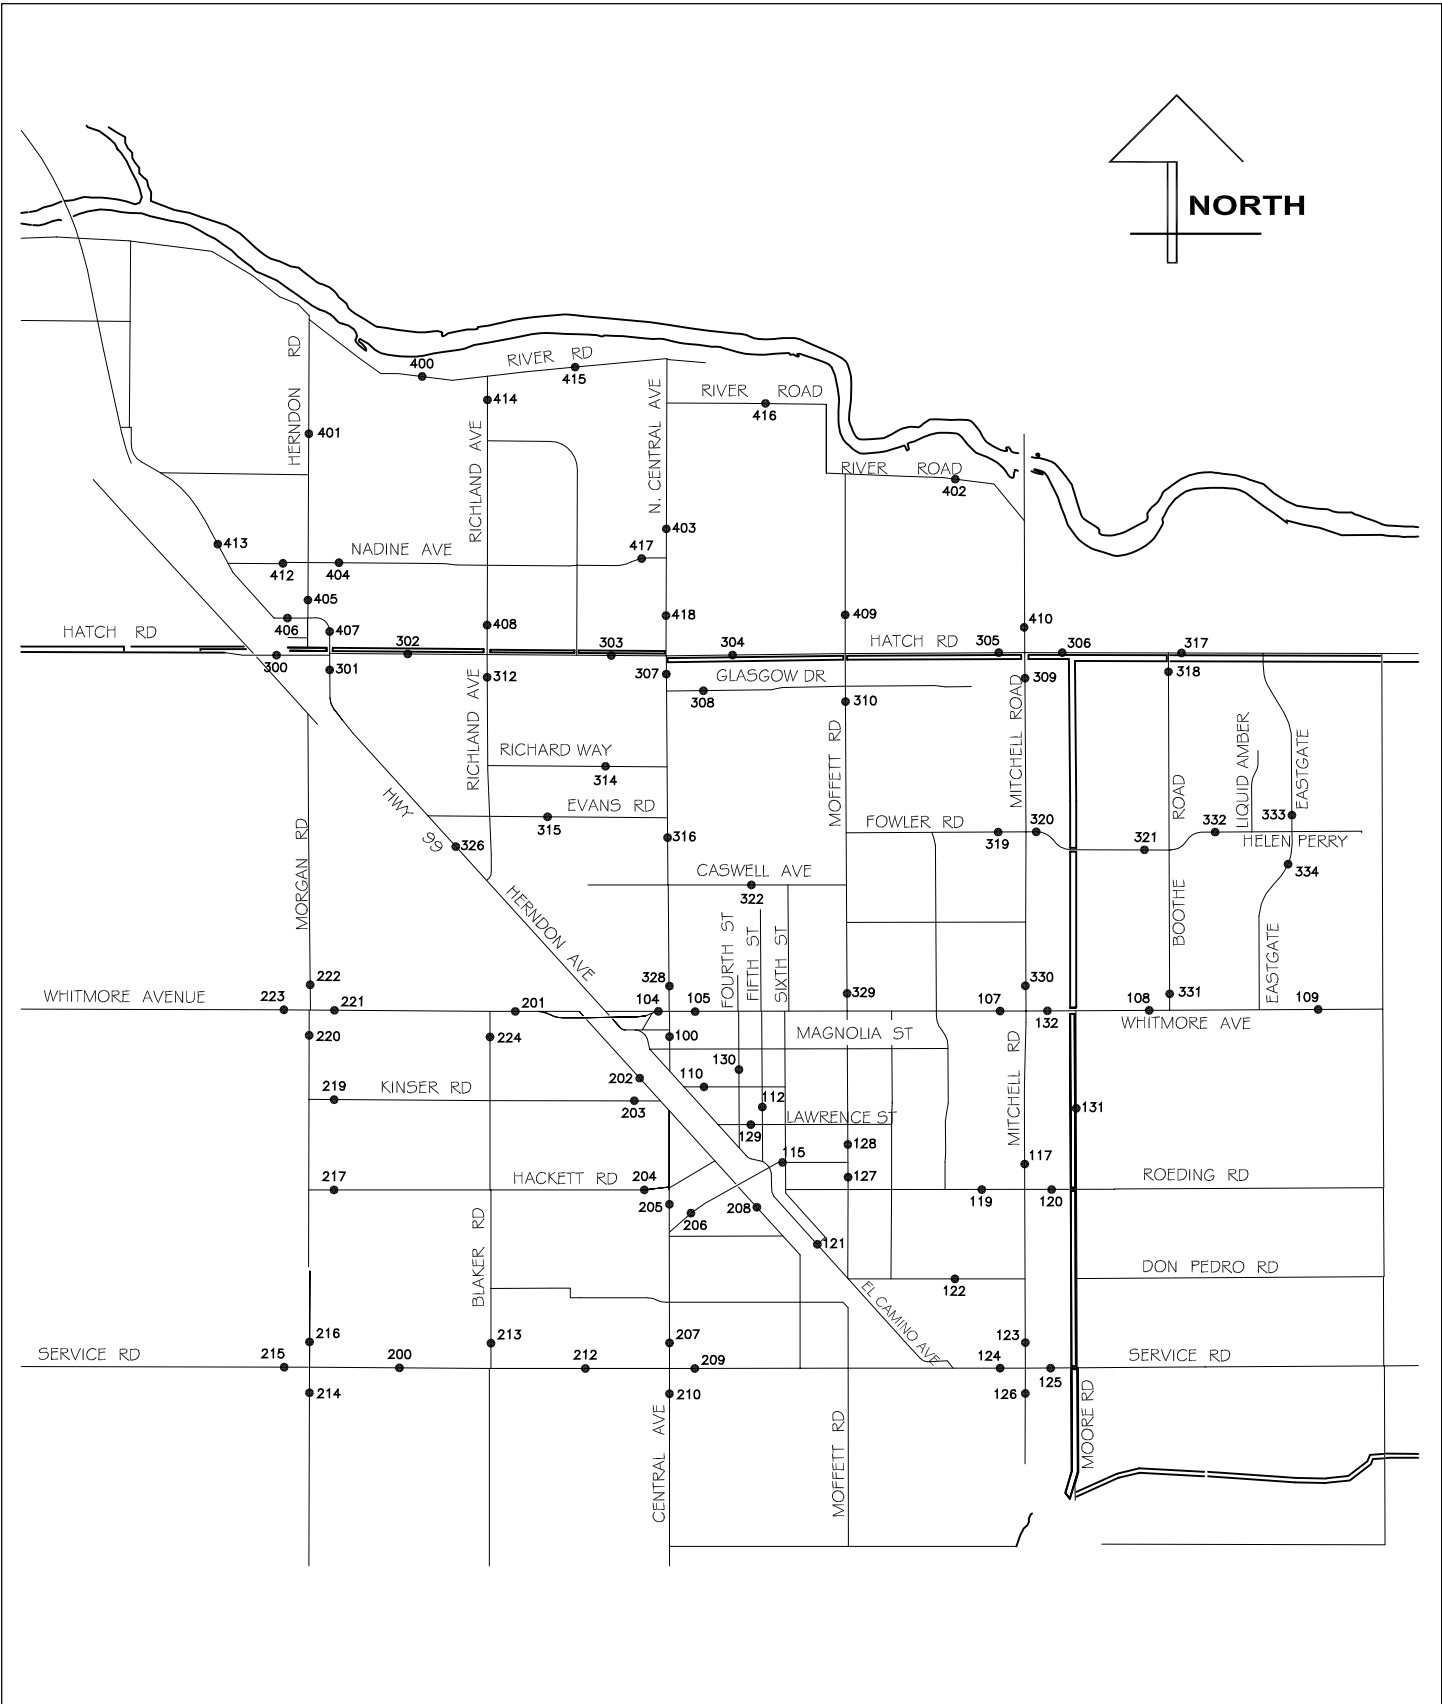 NORTH
HERNDON RD
400
RIVER RD
415
414
RIVER ROAD
416
N. CENTRAL AVE
401
RICHLAND AVE
RIVER ROAD
402
403
413
NADINE AVE
417
412
404
405
418
409
406
407
408
410
HATCH RD
302
303
304
HATCH RD
305
306
317
300
301
312
307
GLASGOW DR
309
318
308
310
RICHLAND AVE
MITCHELL ROAD
RICHARD WAY
314
MOFFETT RD
LIQUID AMBER
EASTGATE
HWY 99
EVANS RD
315
ROAD
333
326
316
FOWLER RD
319
320
321
332
HELEN PERRY
MORGAN RD
334
CASWELL AVE
322
BOOTHE
HERNDON AVE
FOURTH ST
FIFTH ST
SIXTH ST
EASTGATE
222
328
329
330
331
WHITMORE AVENUE
223
221
201
104
105
107
132
108
109
WHITMORE AVE
220
224
100
MAGNOLIA ST
MITCHELL RD
130
202
110
219
KINSER RD
203
112
131
LAWRENCE ST
129
128
115
117
217
HACKETT RD
204
127
ROEDING RD
205
206
208
119
120
BLAKER RD
121
122
DON PEDRO RD
EL CAMINO AVE
216
213
207
123
SERVICE RD
215
200
212
209
124
125
SERVICE RD
214
210
126
CENTRAL AVE
MOFFETT RD
MOORE RD